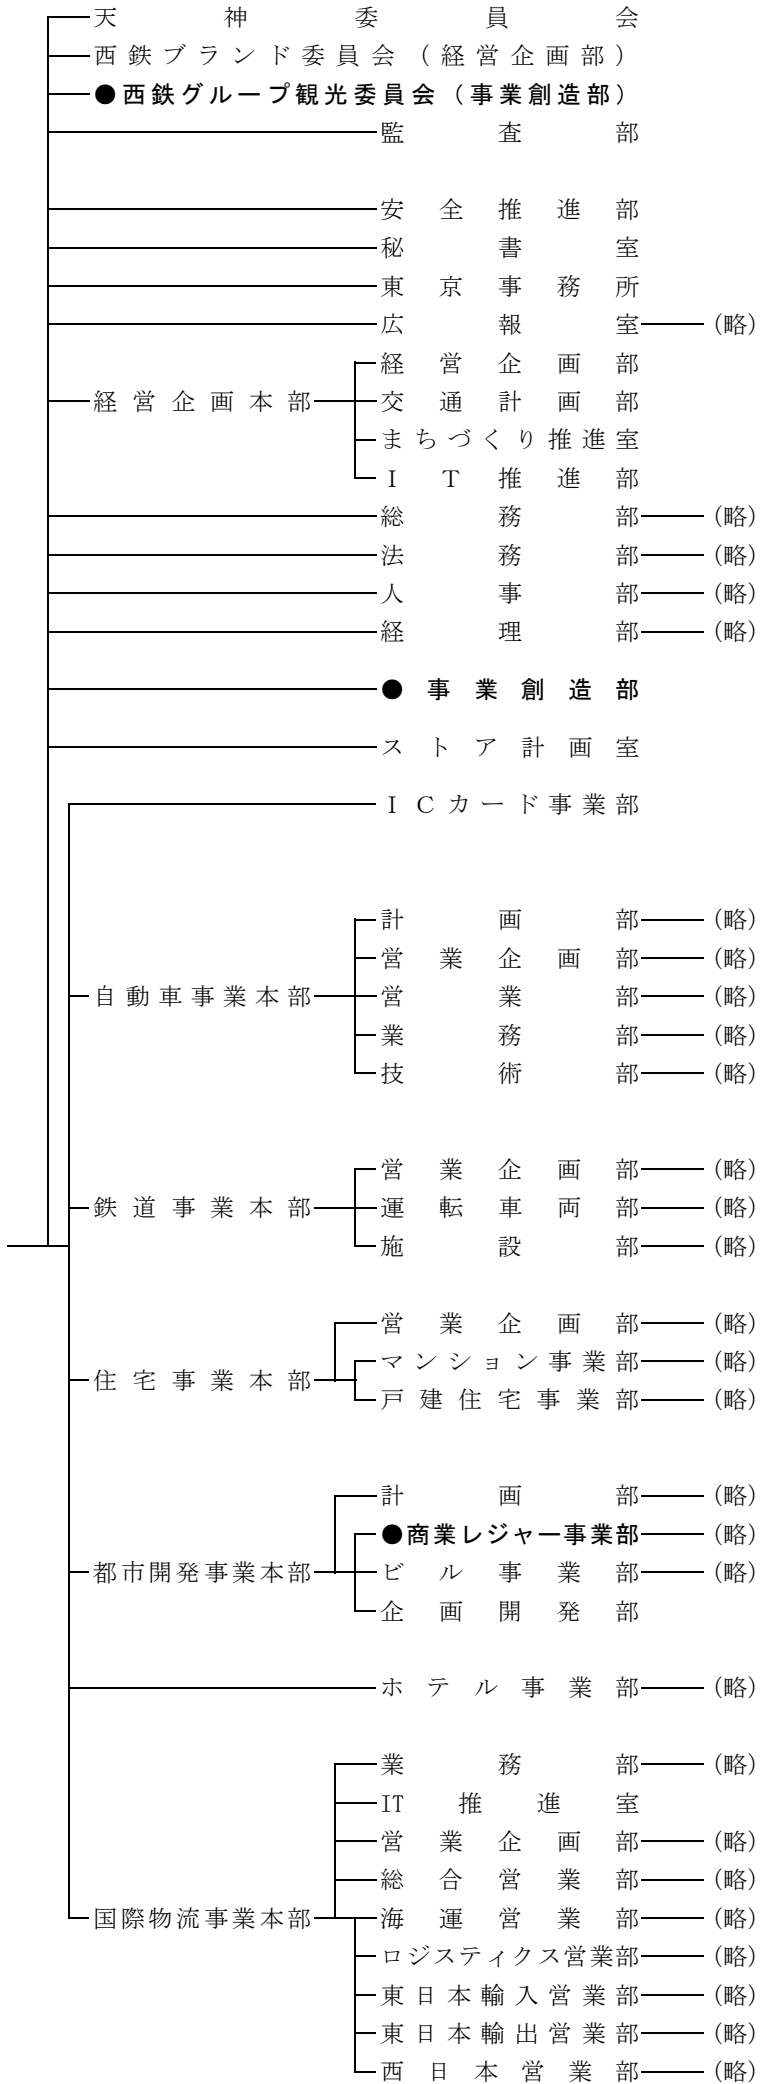 天神委員会
西鉄ブランド委員会（経営企画部）
●西鉄グループ観光委員会（事業創造部）
監査部
安全推進部
秘書室
東京事務所
広報室 (略)
経営企画部
経営企画本部 交通計画部
まちづくり推進室
ＩＴ推進部
総務部 (略)
法務部 (略)
人事部 (略)
経理部 (略)
●事業創造部
ストア計画室
ＩＣカード事業部
計画部 (略)
営業企画部 (略)
自動車事業本部 営業部 (略)
業務部 (略)
技術部 (略)
営業企画部 (略)
鉄道事業本部 運転車両部 (略)
施設部 (略)
営業企画部 (略)
マンション事業部 (略)
住宅事業本部
戸建住宅事業部 (略)
計画部 (略)
●商業レジャー事業部 (略)
都市開発事業本部 ビル事業部 (略)
企画開発部
ホテル事業部 (略)
業務部 (略)
IT推進室
営業企画部 (略)
総合営業部 (略)
国際物流事業本部 海運営業部 (略)
ロジスティクス営業部 (略)
東日本輸入営業部 (略)
東日本輸出営業部 (略)
西日本営業部 (略)